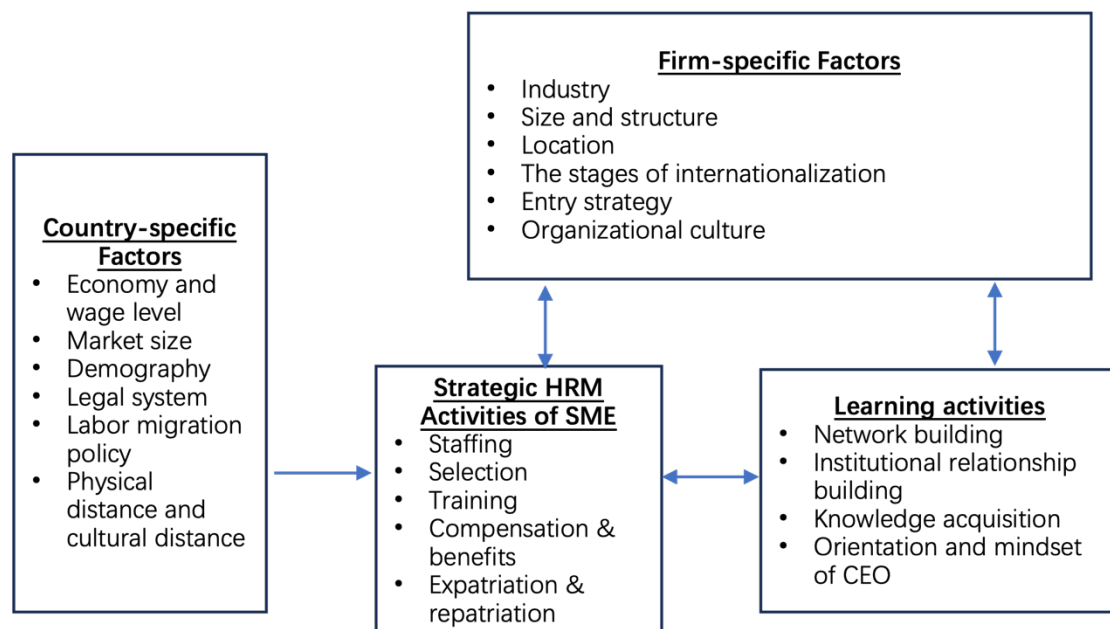 Firm-specific Factors
• Industry
• Size and structure
• Location
• The stages of internationalization
• Entry strategy
• Organizational culture
Country-specific
Factors
• Economy and
wage level
• Market size
• Demography
• Legal system
• Labor migration
policy
• Physical
distance and
cultural distance
Strategic HRM
Activities of SME
• Staffing
• Selection
• Training
• Compensation &
benefits
• Expatriation &
repatriation
Learning activities
• Network building
• Institutional relationship
building
• Knowledge acquisition
• Orientation and mindset
of CEO